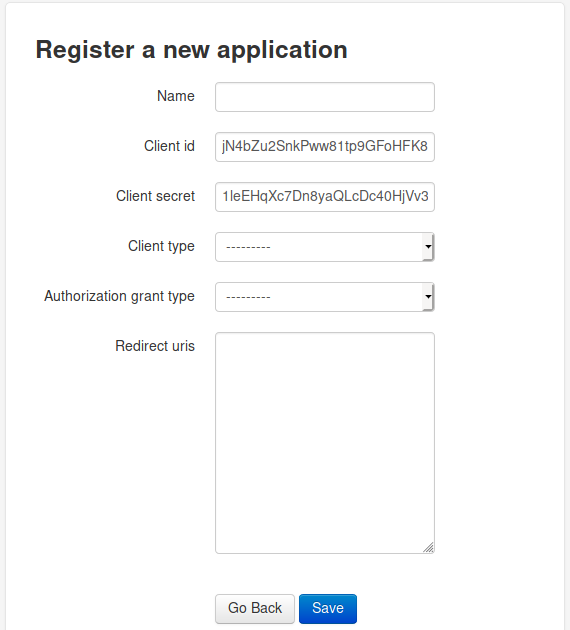 Register a new application
Name
Client id jN4bZu2SnkPww81tp9GFoHFK8
Client secret 1leEHqXc7Dn8yaQLcDc40HjVv3
Client type ---------
Authorization grant type ---------
Redirect uris
Go Back Save